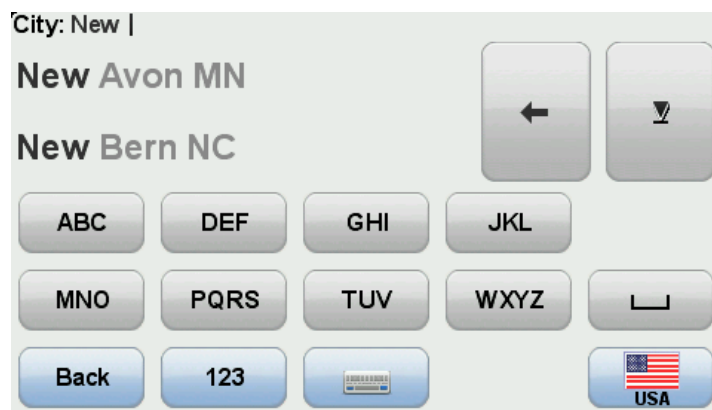 City: New |
New Avon MN
New Bern NC
ABC DEF GHI JKL
MNO PQRS TUV WXYZ
Back 123 USA